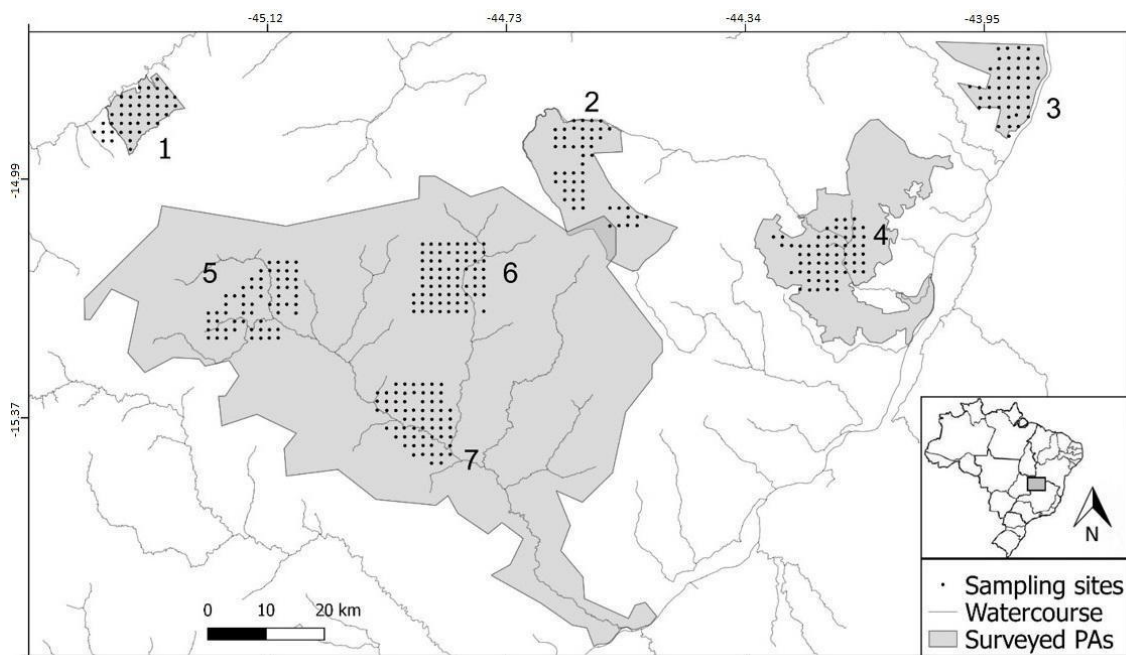 -45.12 -44.73 -44.34 -43.95
2
3
1
-14.99
4
5 6
-15.37
7
N
0 10 20 km
Sampling sites
Watercourse
Surveyed PAs